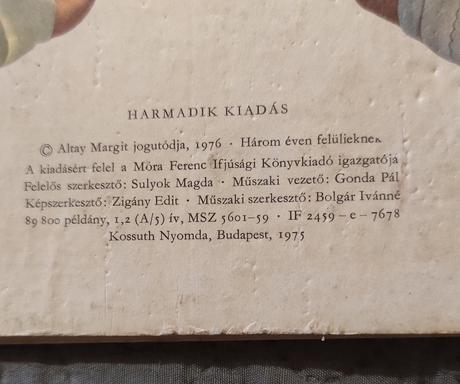 HARMADIK KIADÁS
© Altay Margit jogutódja, 1976 · Három éven felülieknek
A kiadásért felel a Móra Ferenc Ifjúsági Könyvkiadó igazgatója
Felelős szerkesztő: Sulyok Magda · Műszaki vezető: Gonda Pál
Képszerkesztő: Zigány Edit · Műszaki szerkesztő: Bolgár Ivánné
89 800 példány, 1,2 (A/5) ív, MSZ 5601–59 · IF 2459 – e – 7678
Kossuth Nyomda, Budapest, 1975